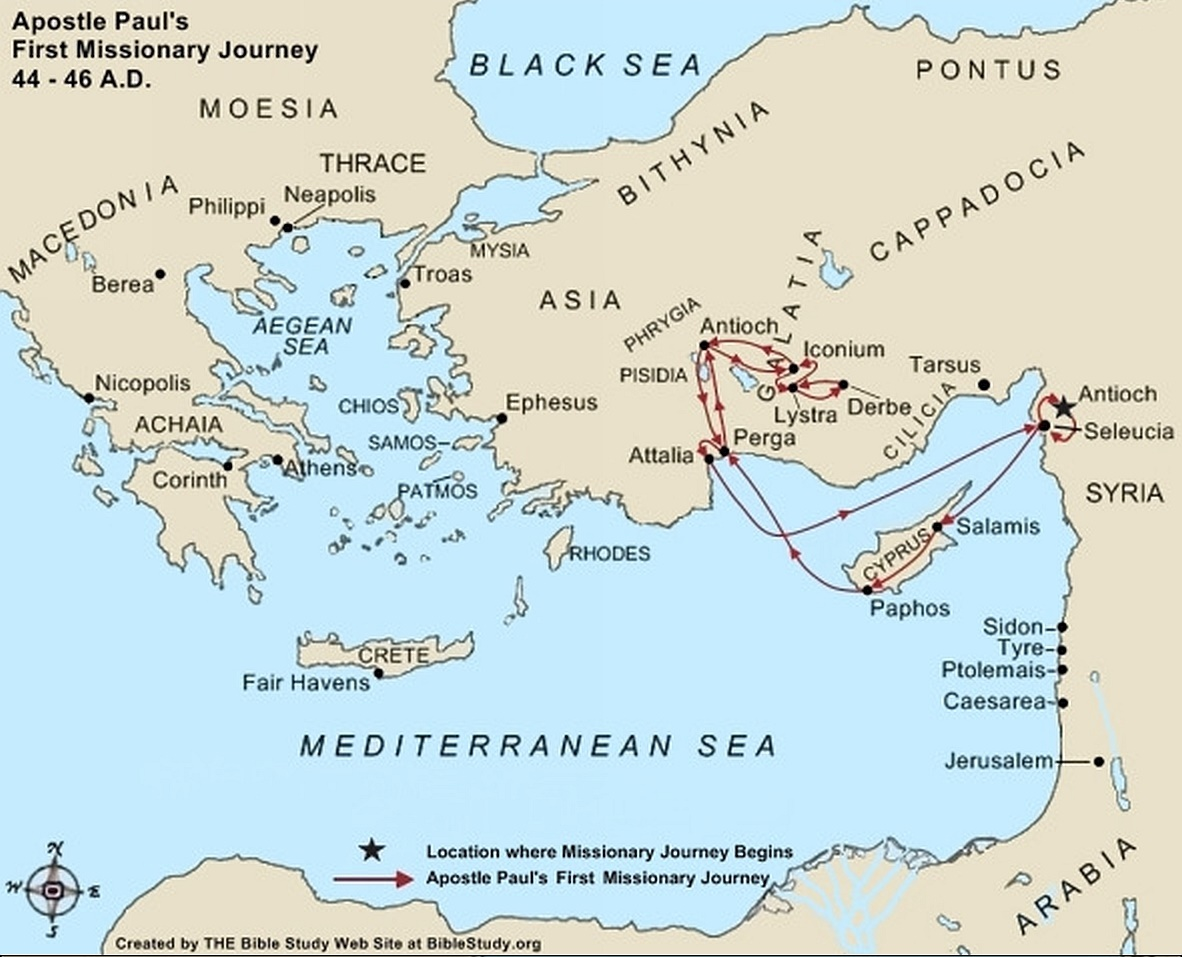 Apostle Paul's
First Missionary Journey
44 - 46 A.D.
BLACK SEA
PONTUS
MOESIA
THRACE
BITHYNIA
CAPPADOCIA
MACEDONIA
Philippi
Neapolis
MYSIA
Berea
Troas
ASIA
GALATIA
AEGEAN
SEA
PHRYGIA
Antioch
Iconium
PISIDIA
Tarsus
Nicopolis
CHIOS
Ephesus
Lystra
Derbe
CILICIA
Antioch
ACHAIA
SAMOS
Perga
Seleucia
Attalia
Corinth
Athens
PATMOS
SYRIA
RHODES
Salamis
CYPRUS
Paphos
CRETE
Fair Havens
Sidon
Tyre
Ptolemais
Caesarea
MEDITERRANEAN SEA
Jerusalem
ARABIA
Location where Missionary Journey Begins
Apostle Paul's First Missionary Journey
N
W
E
S
Created by THE Bible Study Web Site at BibleStudy.org